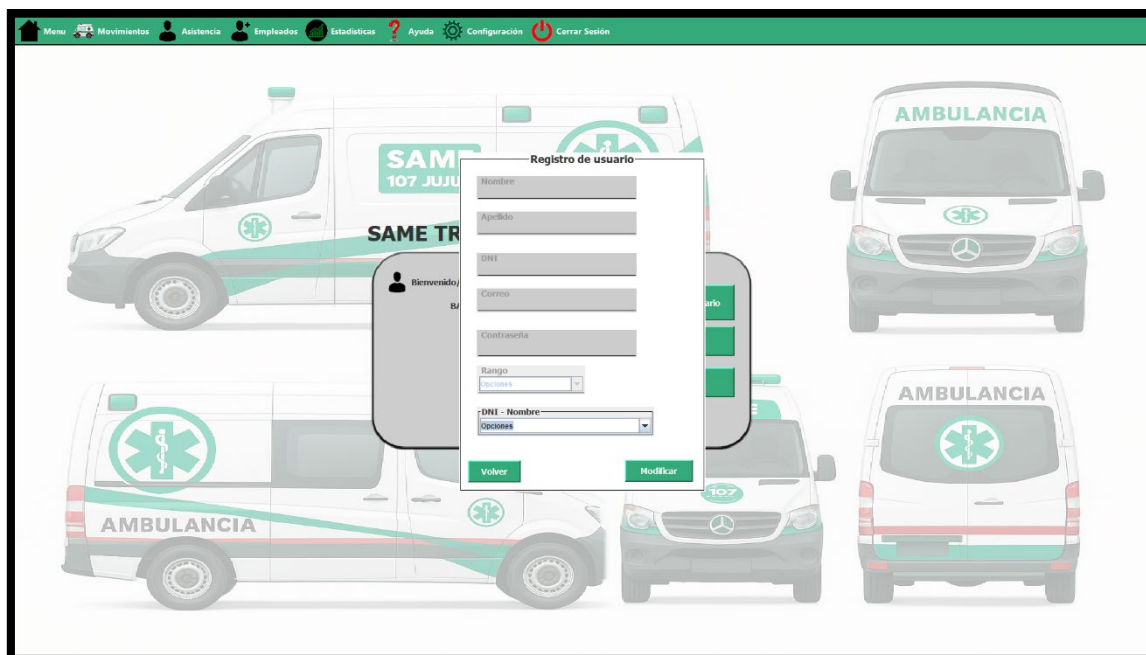 Menu Movimientos Asistencia Empleados Estadísticas Ayuda Configuración Cerrar Sesión
AMBULANCIA
SAME
107 JUJU
Registro de usuario
Nombre
Apellido
SAME TR
DNI
Bienvenido/
Correo
B/
ario
Contraseña
Rango
Opciones
AMBULANCIA
DNI - Nombre
Opciones
E
Volver
Modificar
107
AMBULANCIA